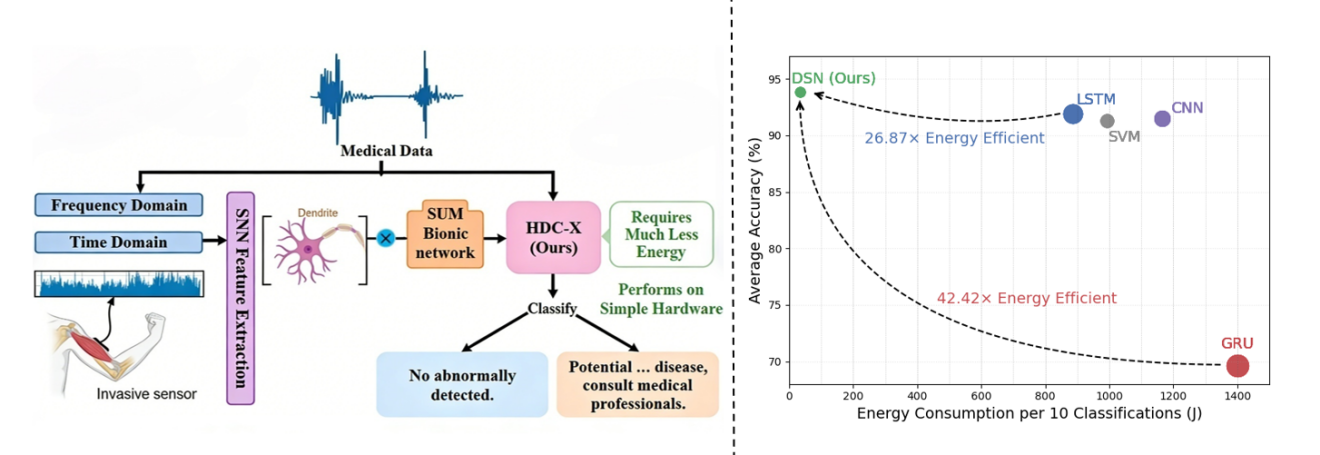 Medical Data
Frequency Domain
Time Domain
SNN Feature Extraction
Dendrite
SUM
Bionic
network
HDC-X
(Ours)
Requires
Much Less
Energy
Performs on
Simple Hardware
Classify
No abnormally
detected.
Potential ... disease,
consult medical
professionals.
Invasive sensor
Average Accuracy (%)
95
90
85
80
75
70
DSN (Ours)
LSTM
CNN
SVM
26.87× Energy Efficient
42.42× Energy Efficient
GRU
0 200 400 600 800 1000 1200 1400
Energy Consumption per 10 Classifications (J)